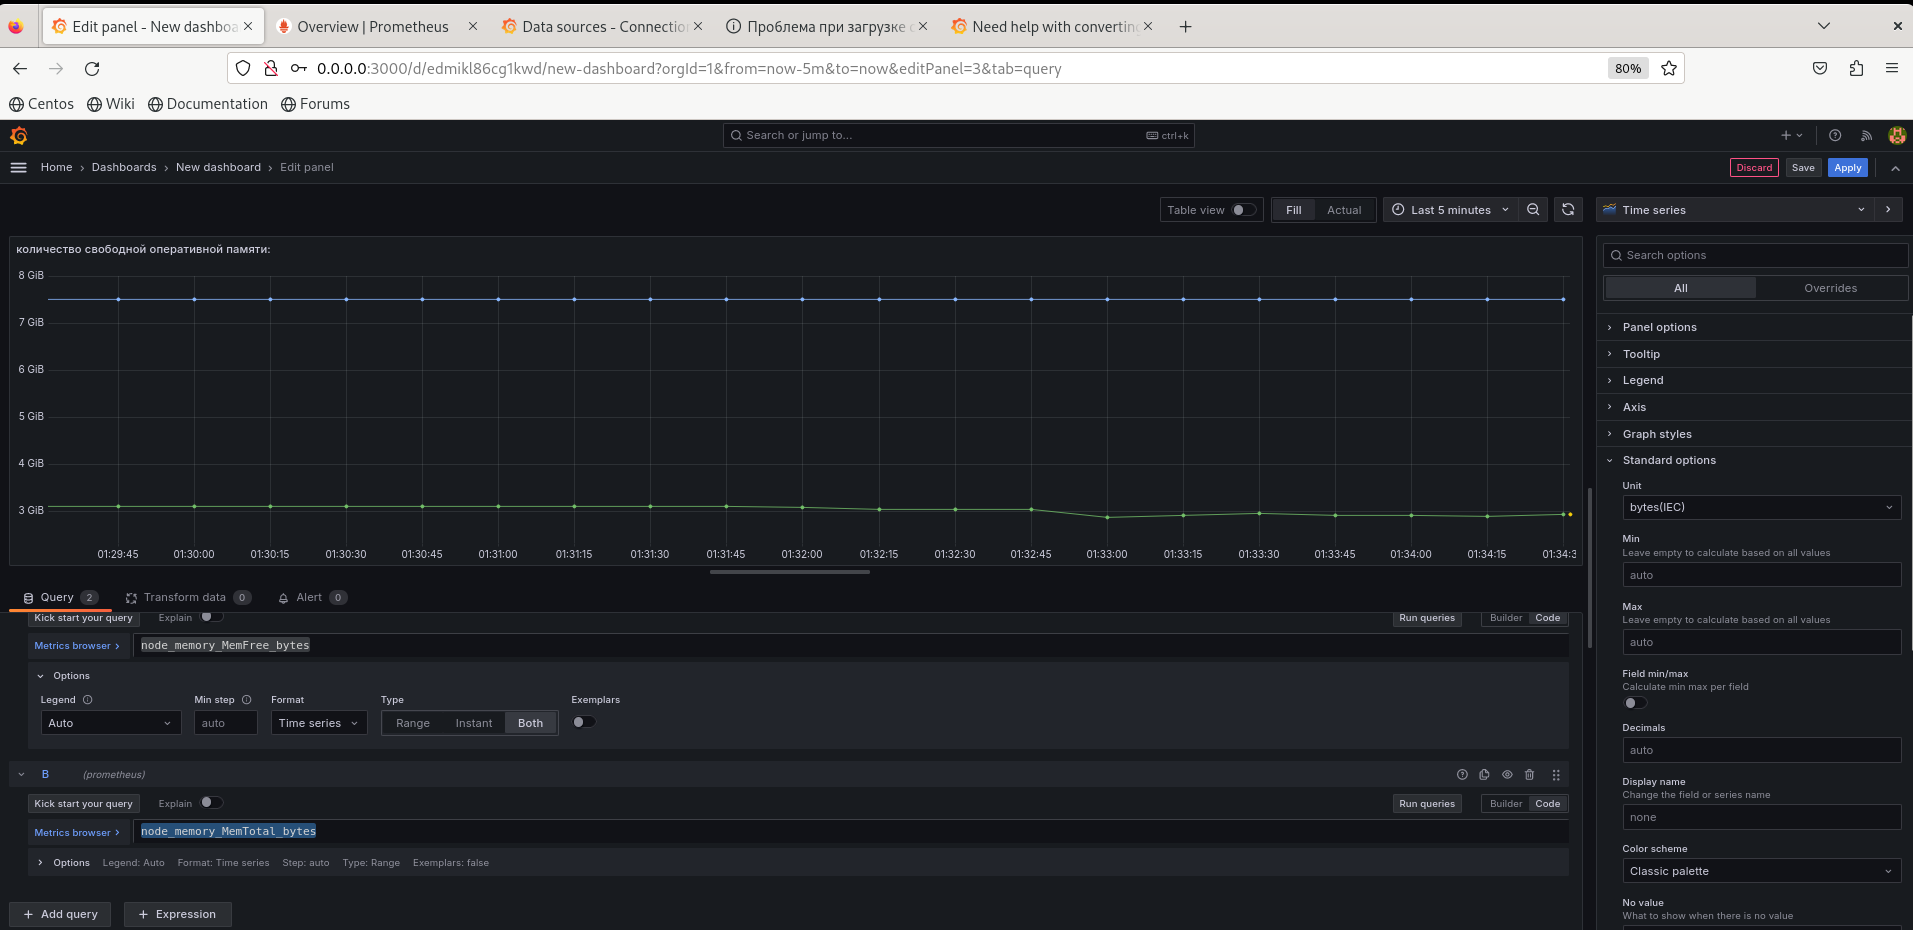 Edit panel - New dashboa
Overview | Prometheus
Data sources - Connectio
Проблема при загрузке с
Need help with converting
0.0.0.0:3000/d/edmikl86cg1kwd/new-dashboard?orgId=1&from=now-5m&to=now&editPanel=3&tab=query
80%
Centos
Wiki
Documentation
Forums
Search or jump to...
ctrl+k
Home › Dashboards › New dashboard › Edit panel
Discard
Save
Apply
Table view
Fill
Actual
Last 5 minutes
Time series
количество свободной оперативной памяти:
8 GiB
7 GiB
6 GiB
5 GiB
4 GiB
3 GiB
01:29:45 01:30:00 01:30:15 01:30:30 01:30:45 01:31:00 01:31:15 01:31:30 01:31:45 01:32:00 01:32:15 01:32:30 01:32:45 01:33:00 01:33:15 01:33:30 01:33:45 01:34:00 01:34:15 01:34:3
Query 2
Transform data 0
Alert 0
Kick start your query
Explain
Run queries
Builder
Code
Metrics browser ›
node_memory_MemFree_bytes
Options
Legend
Min step
Format
Type
Exemplars
Auto
auto
Time series
Range
Instant
Both
B
(prometheus)
Kick start your query
Explain
Run queries
Builder
Code
Metrics browser ›
node_memory_MemTotal_bytes
Options Legend: Auto Format: Time series Step: auto Type: Range Exemplars: false
+ Add query
+ Expression
Search options
All
Overrides
Panel options
Tooltip
Legend
Axis
Graph styles
Standard options
Unit
bytes(IEC)
Min
Leave empty to calculate based on all values
auto
Max
Leave empty to calculate based on all values
auto
Field min/max
Calculate min max per field
Decimals
auto
Display name
Change the field or series name
none
Color scheme
Classic palette
No value
What to show when there is no value